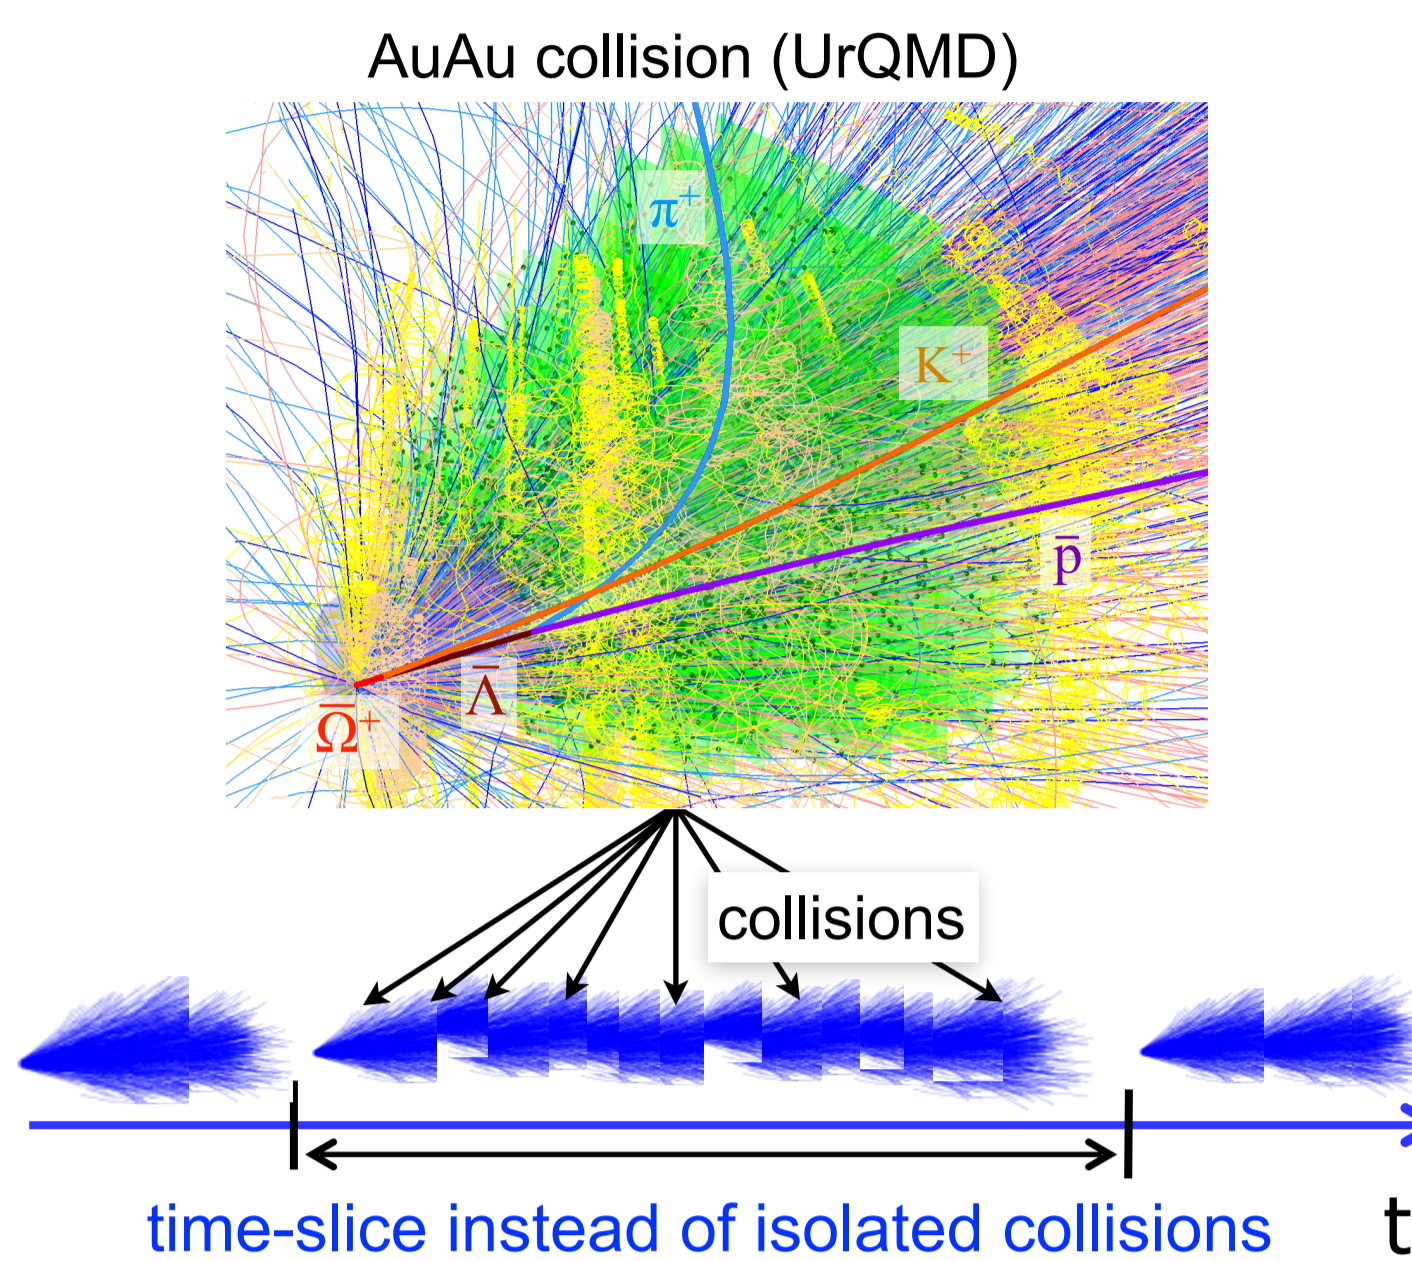 AuAu collision (UrQMD)
π⁺
K⁺
p̅
Λ̅
Ω̅⁺
collisions
time-slice instead of isolated collisions
t